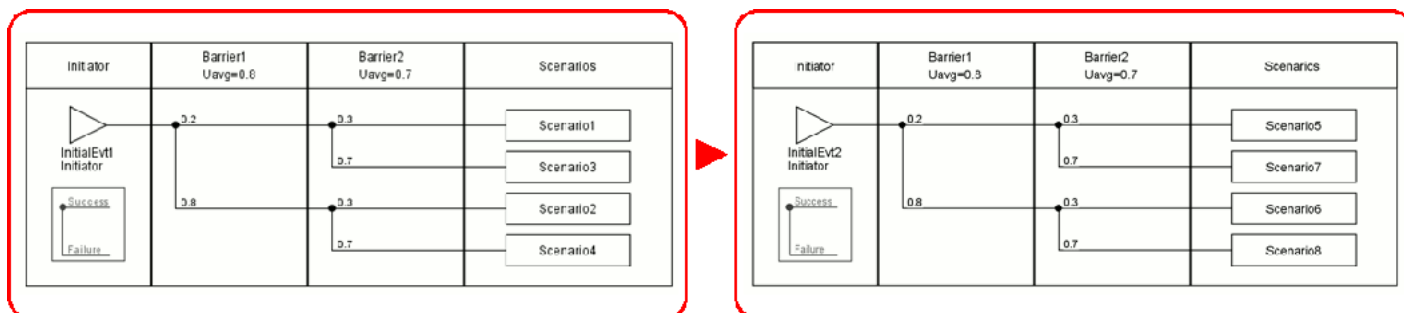 Initiator
Barrier1
Uavg=0.8
Barrier2
Uavg=0.7
Scenarios
InitialEvt1
Initiator
Success
Failure
0.2
0.8
0.3
0.7
0.3
0.7
Scenario1
Scenario3
Scenario2
Scenario4
Initiator
Barrier1
Uavg=0.8
Barrier2
Uavg=0.7
Scenarios
InitialEvt2
Initiator
Success
Failure
0.2
0.8
0.3
0.7
0.3
0.7
Scenario5
Scenario7
Scenario6
Scenario8